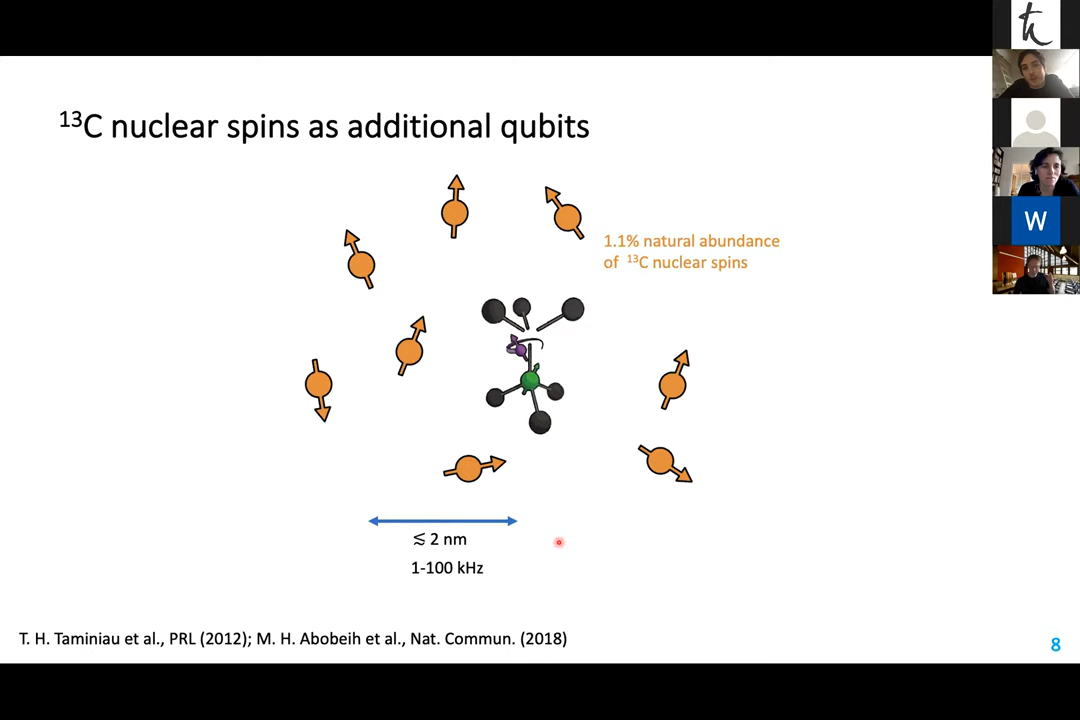 ¹³C nuclear spins as additional qubits
1.1% natural abundance
of ¹³C nuclear spins
≲ 2 nm
1-100 kHz
T. H. Taminiau et al., PRL (2012); M. H. Abobeih et al., Nat. Commun. (2018)
8
W